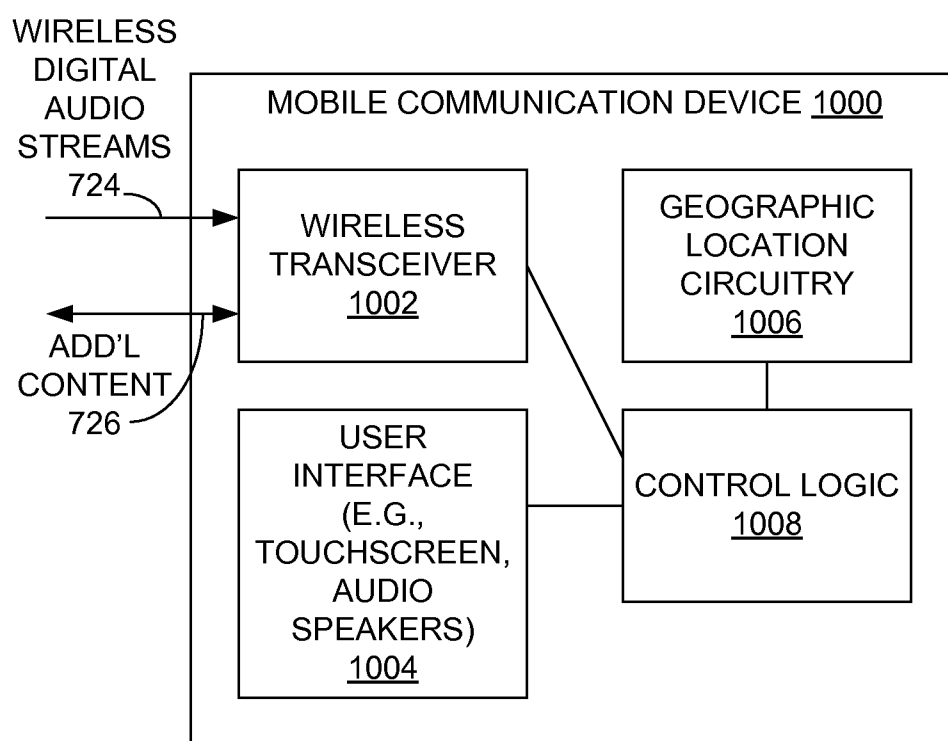 WIRELESS
DIGITAL
AUDIO
STREAMS
724
MOBILE COMMUNICATION DEVICE 1000
WIRELESS
TRANSCEIVER
1002
GEOGRAPHIC
LOCATION
CIRCUITRY
1006
ADD'L
CONTENT
726
USER
INTERFACE
(E.G.,
TOUCHSCREEN,
AUDIO
SPEAKERS)
1004
CONTROL LOGIC
1008